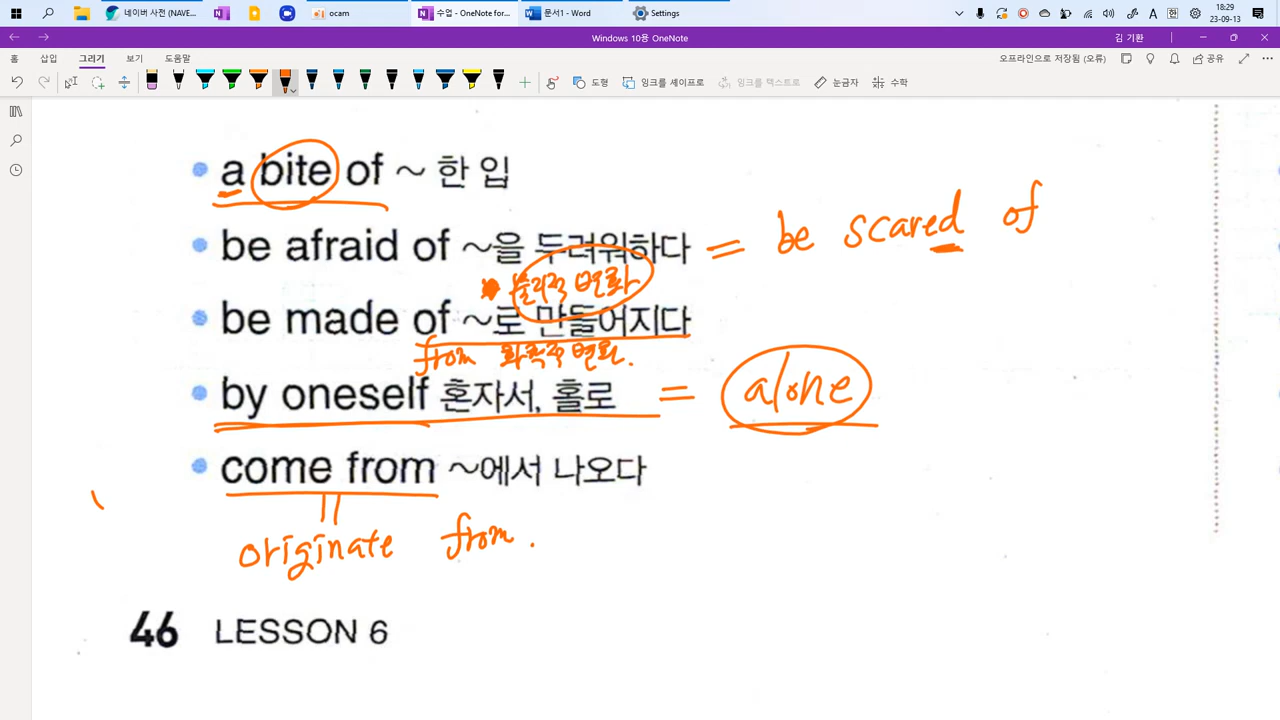 네이버 사전 (NAVE... ocam 수업 - OneNote for... 문서1 - Word Settings A 한 18:29
23-09-13
Windows 10용 OneNote 김 기환
홈 삽입 그리기 보기 도움말 오프라인으로 저장됨 (오류) 공유
도형 잉크를 셰이프로 잉크를 텍스트로 눈금자 수학
a bite of ~ 한 입
be afraid of ~을 두려워하다 = be scared of
물리적 변화
be made of ~로 만들어지다
from 화학적 변화.
by oneself 혼자서, 홀로 = alone
come from ~에서 나오다
originate from.
46 LESSON 6